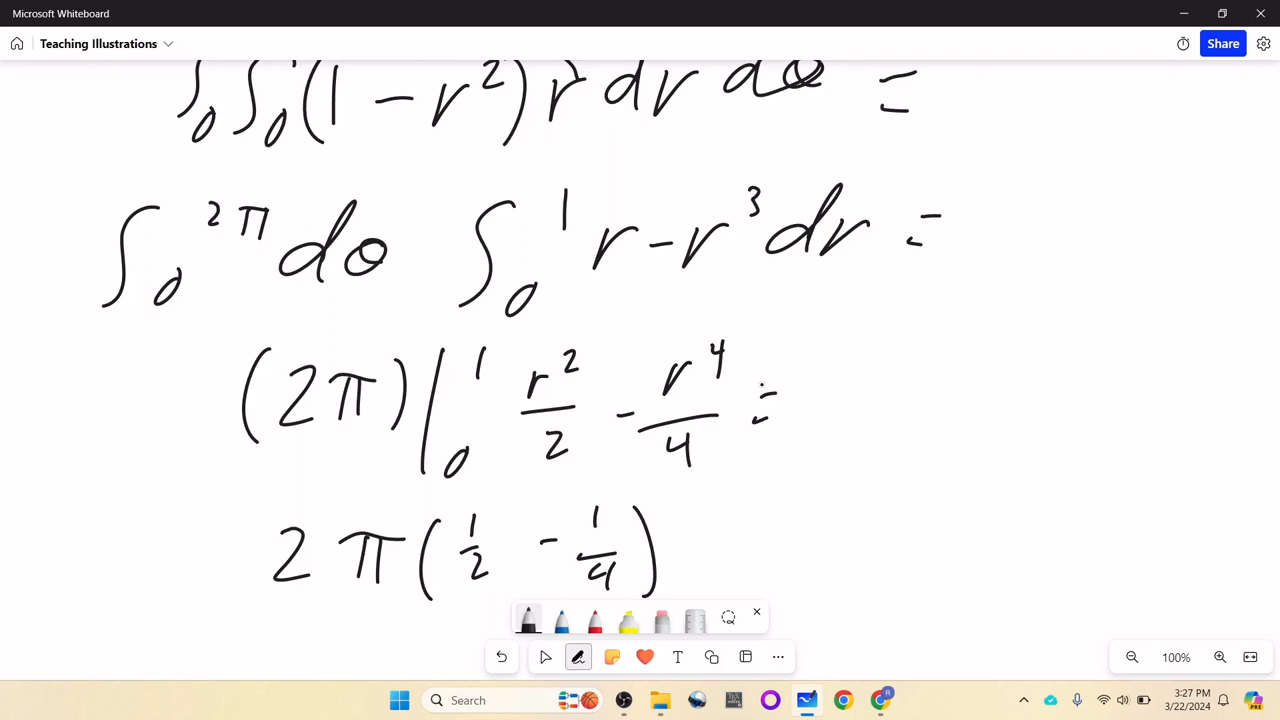 Microsoft Whiteboard
Teaching Illustrations
Share
∫₀ ∫₀ (1 - r²) r dr dθ =
∫₀^2π dθ ∫₀^1 r - r³ dr =
(2π) |₀^1 r²/2 - r⁴/4 =
2π(1/2 - 1/4)
100%
Search
3:27 PM
3/22/2024